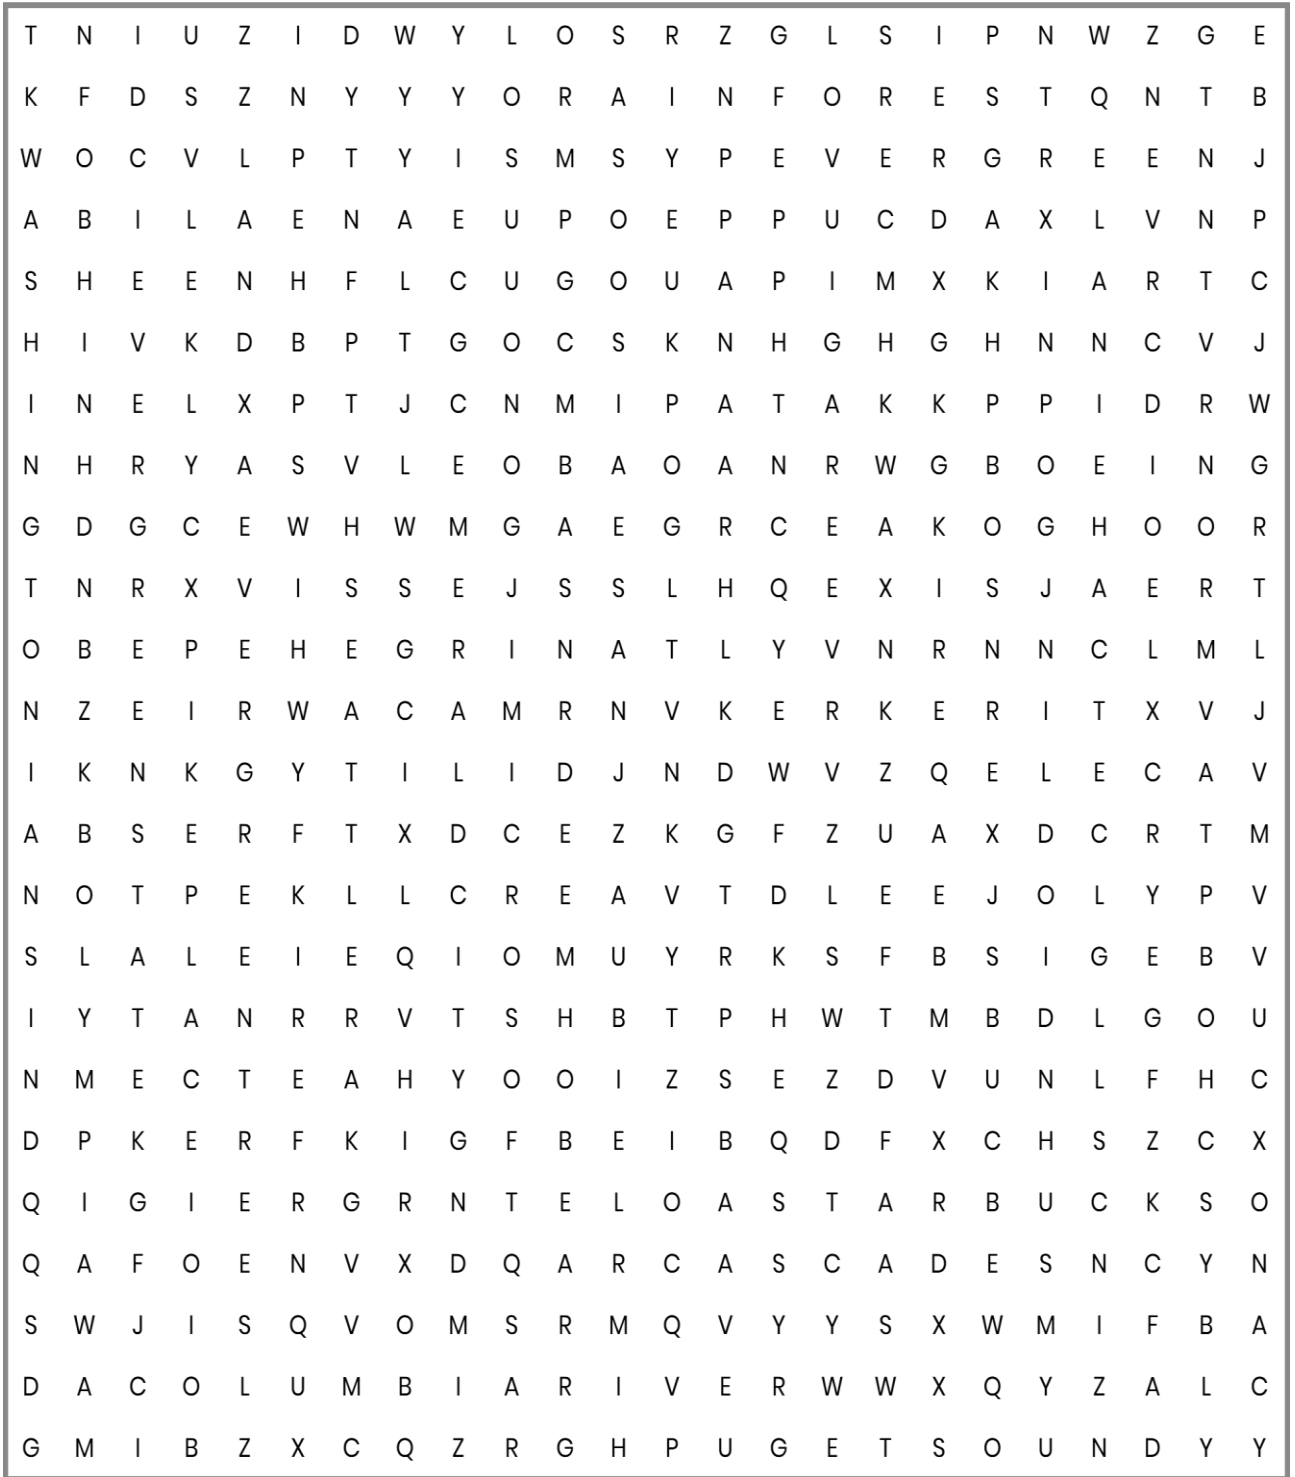 T N I U Z I D W Y L O S R Z G L S I P N W Z G E
K F D S Z N Y Y Y O R A I N F O R E S T Q N T B
W O C V L P T Y I S M S Y P E V E R G R E E N J
A B I L A E N A E U P O E P P U C D A X L V N P
S H E E N H F L C U G O U A P I M X K I A R T C
H I V K D B P T G O C S K N H G H G H N N C V J
I N E L X P T J C N M I P A T A K K P P I D R W
N H R Y A S V L E O B A O A N R W G B O E I N G
G D G C E W H W M G A E G R C E A K O G H O O R
T N R X V I S S E J S S L H Q E X I S J A E R T
O B E P E H E G R I N A T L Y V N R N N C L M L
N Z E I R W A C A M R N V K E R K E R I T X V J
I K N K G Y T I L I D J N D W V Z Q E L E C A V
A B S E R F T X D C E Z K G F Z U A X D C R T M
N O T P E K L L C R E A V T D L E E J O L Y P V
S L A L E I E Q I O M U Y R K S F B S I G E B V
I Y T A N R R V T S H B T P H W T M B D L G O U
N M E C T E A H Y O O I Z S E Z D V U N L F H C
D P K E R F K I G F B E I B Q D F X C H S Z C X
Q I G I E R G R N T E L O A S T A R B U C K S O
Q A F O E N V X D Q A R C A S C A D E S N C Y N
S W J I S Q V O M S R M Q V Y Y S X W M I F B A
D A C O L U M B I A R I V E R W W X Q Y Z A L C
G M I B Z X C Q Z R G H P U G E T S O U N D Y Y